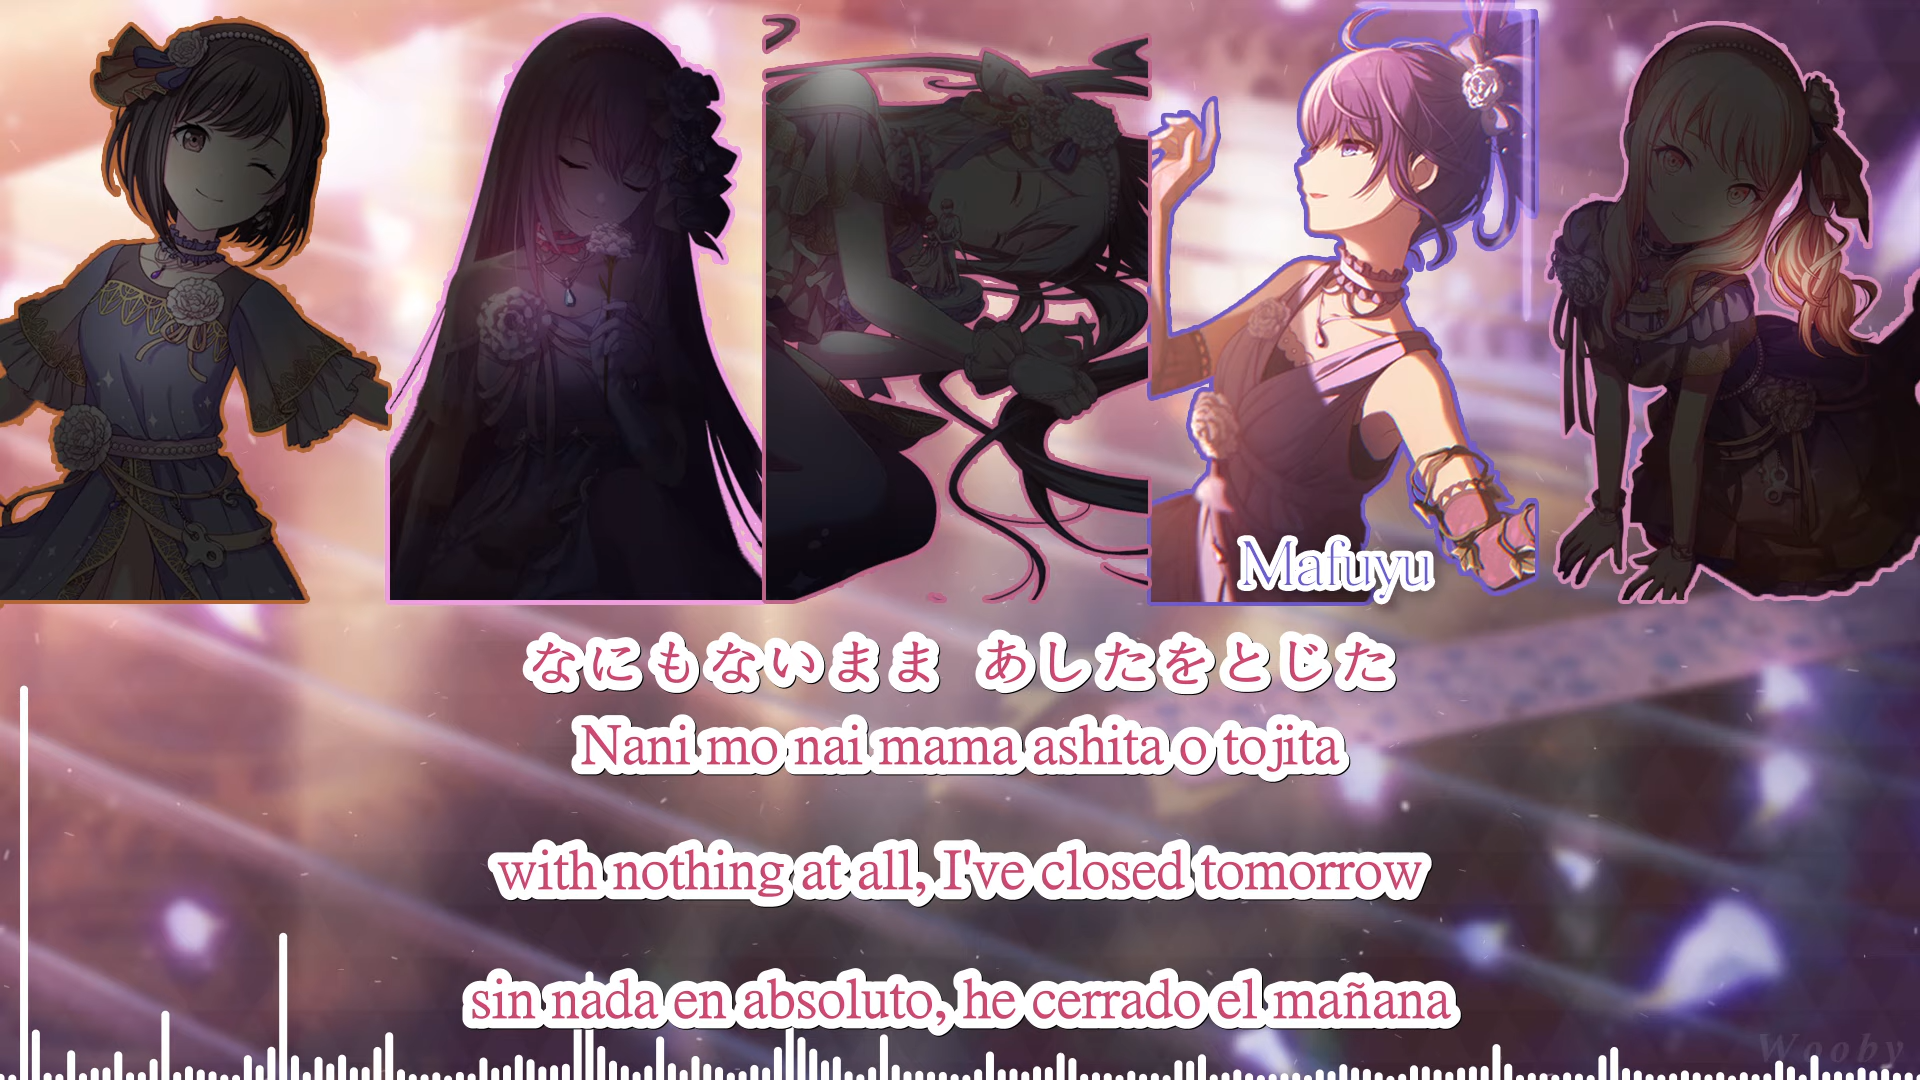 Mafuyu
なにもないまま あしたをとじた
Nani mo nai mama ashita o tojita
with nothing at all, I've closed tomorrow
sin nada en absoluto, he cerrado el mañana
Wooby